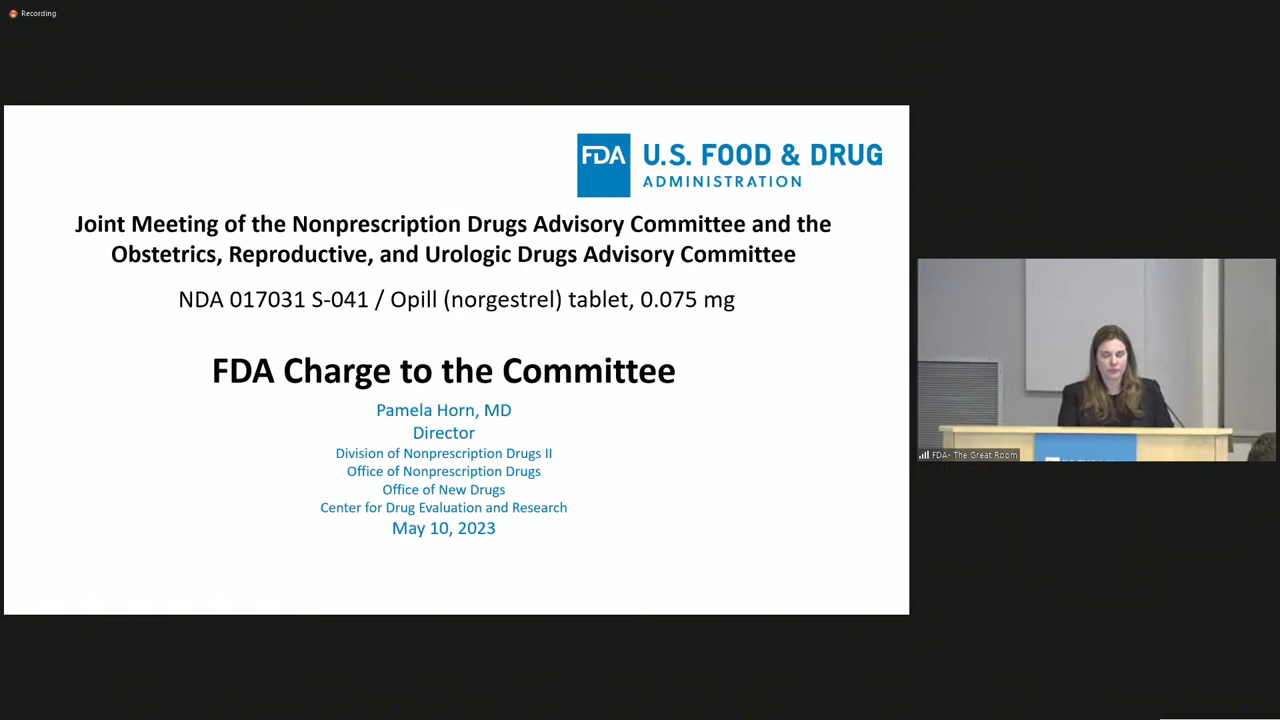 Recording
FDA
U.S. FOOD & DRUG
ADMINISTRATION
Joint Meeting of the Nonprescription Drugs Advisory Committee and the
Obstetrics, Reproductive, and Urologic Drugs Advisory Committee
NDA 017031 S-041 / Opill (norgestrel) tablet, 0.075 mg
FDA Charge to the Committee
Pamela Horn, MD
Director
Division of Nonprescription Drugs II
Office of Nonprescription Drugs
Office of New Drugs
Center for Drug Evaluation and Research
May 10, 2023
FDA- The Great Room